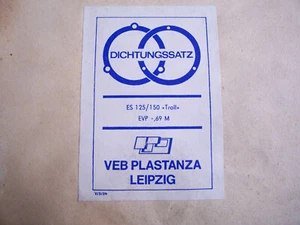 DICHTUNGSSATZ
ES 125/150 »Troll«
EVP -,69 M
VEB PLASTANZA
LEIPZIG